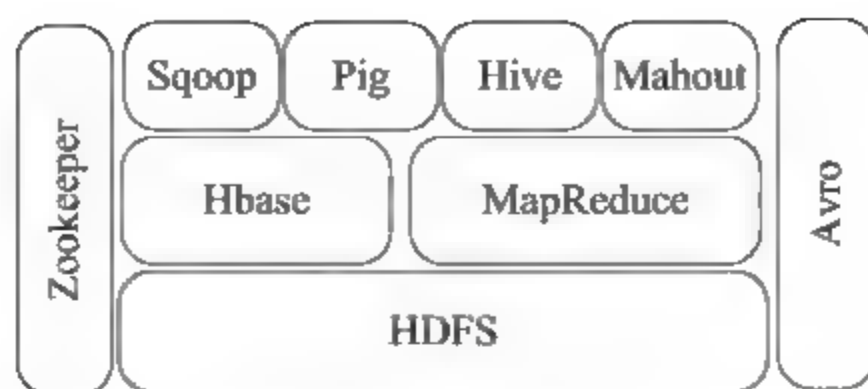 Zookeeper
Sqoop Pig Hive Mahout
Hbase MapReduce
HDFS
Avro